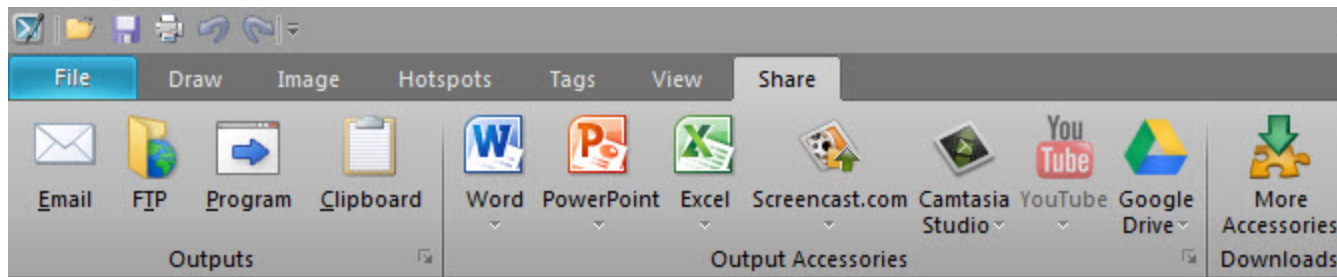 File Draw Image Hotspots Tags View Share
You
Tube
Email FTP Program Clipboard Word PowerPoint Excel Screencast.com Camtasia Studio YouTube Google Drive More Accessories
Outputs Output Accessories Downloads